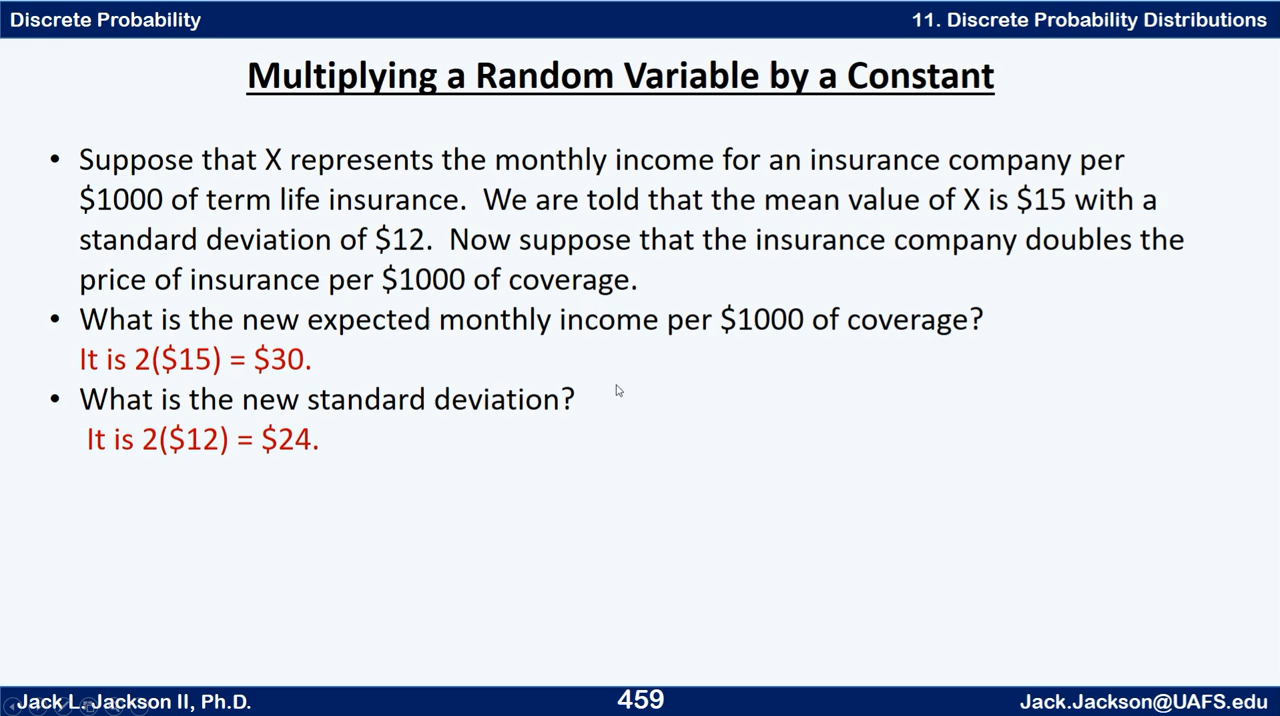 Discrete Probability
11. Discrete Probability Distributions
Multiplying a Random Variable by a Constant
• Suppose that X represents the monthly income for an insurance company per
$1000 of term life insurance.  We are told that the mean value of X is $15 with a
standard deviation of $12.  Now suppose that the insurance company doubles the
price of insurance per $1000 of coverage.
• What is the new expected monthly income per $1000 of coverage?
It is 2($15) = $30.
• What is the new standard deviation?
It is 2($12) = $24.
Jack L. Jackson II, Ph.D.
459
Jack.Jackson@UAFS.edu